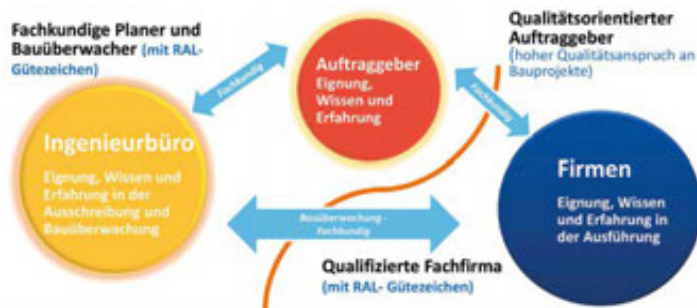 Fachkundige Planer und
Bauüberwacher (mit RAL-
Gütezeichen)
Fachkundig
Auftraggeber
Eignung,
Wissen und
Erfahrung
Qualitätsorientierter
Auftraggeber
(hoher Qualitätsanspruch an
Bauprojekte)
Fachkundig
Ingenieurbüro
Eignung, Wissen und
Erfahrung in der
Ausschreibung und
Bauüberwachung
Bauüberwachung -
Fachkundig
Firmen
Eignung, Wissen
und Erfahrung in
der Ausführung
Qualifizierte Fachfirma
(mit RAL- Gütezeichen)